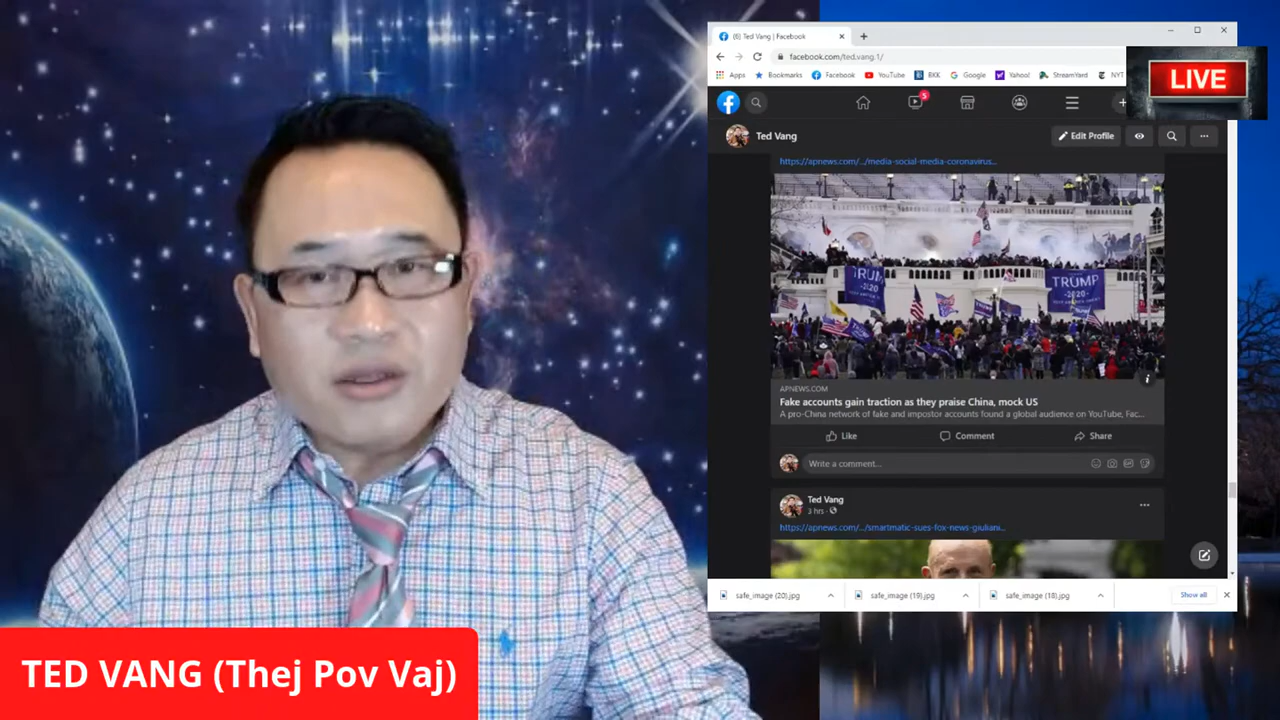 (6) Ted Vang | Facebook
facebook.com/ted.vang.1/
Apps Bookmarks Facebook YouTube BKK Google Yahoo! StreamYard NYT
LIVE
5
Ted Vang
Edit Profile
https://apnews.com/.../media-social-media-coronavirus...
TRUMP
2020
TRUMP
2020
APNEWS.COM
Fake accounts gain traction as they praise China, mock US
A pro-China network of fake and impostor accounts found a global audience on YouTube, Fac...
Like Comment Share
Write a comment...
Ted Vang
3 hrs
https://apnews.com/.../smartmatic-sues-fox-news-giuliani...
safe_image (20).jpg safe_image (19).jpg safe_image (18).jpg Show all
TED VANG (Thej Pov Vaj)